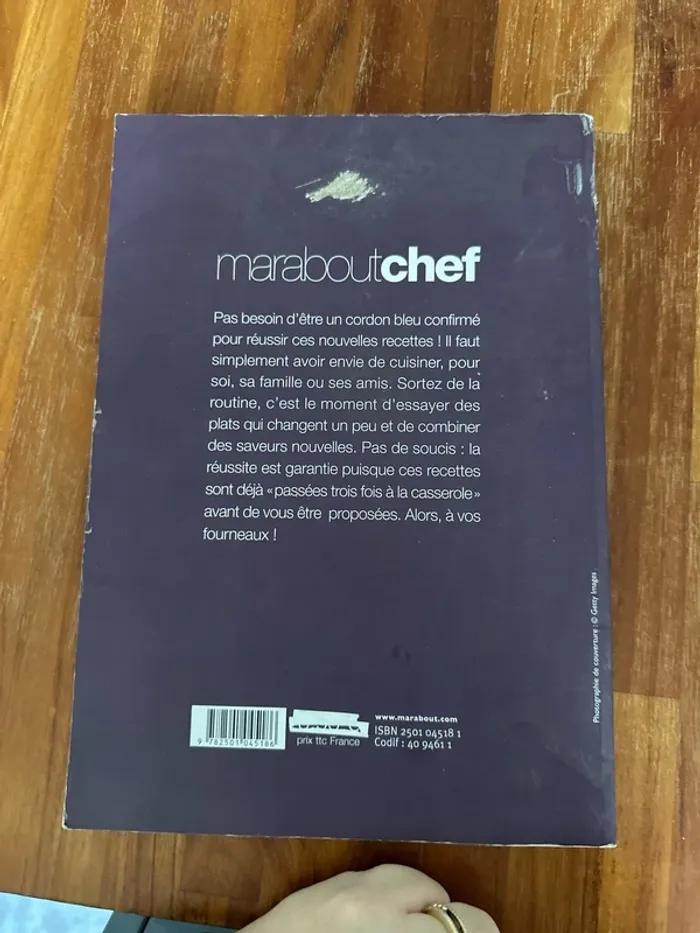 maraboutchef
Pas besoin d'être un cordon bleu confirmé
pour réussir ces nouvelles recettes ! Il faut
simplement avoir envie de cuisiner, pour
soi, sa famille ou ses amis. Sortez de la
routine, c'est le moment d'essayer des
plats qui changent un peu et de combiner
des saveurs nouvelles. Pas de soucis : la
réussite est garantie puisque ces recettes
sont déjà «passées trois fois à la casserole»
avant de vous être proposées. Alors, à vos
fourneaux !
Photographie de couverture : © Getty Images
9 782501 045186
prix ttc France
www.marabout.com
ISBN 2501 04518 1
Codif : 40 9461 1